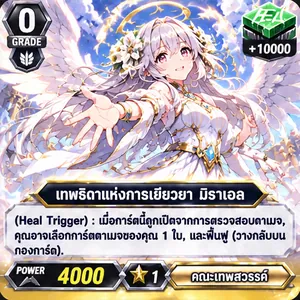 0
GRADE
HEAL
+10000
เทพธิดาแห่งการเยียวยา มิราเอล
(Heal Trigger) : เมื่อการ์ดนี้ถูกเปิดจากการตรวจสอบดาเมจ,
คุณอาจเลือกการ์ดดาเมจของคุณ 1 ใบ, และฟื้นฟู (วางกลับบน
กองการ์ด).
POWER 4000 1 คณะเทพสวรรค์